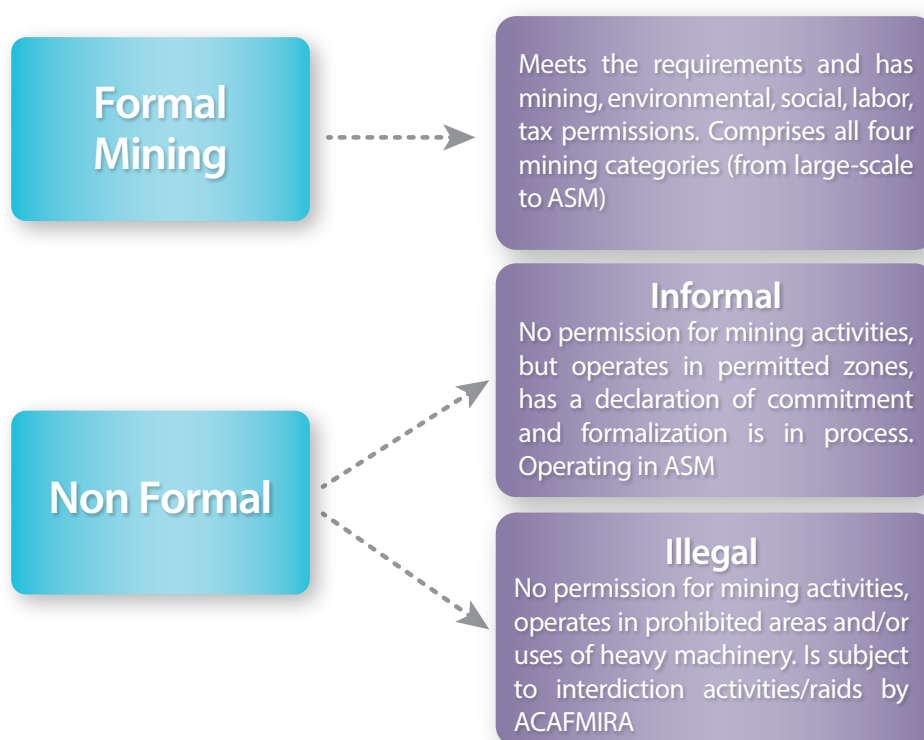 Formal
Mining
Meets the requirements and has
mining, environmental, social, labor,
tax permissions. Comprises all four
mining categories (from large-scale
to ASM)
Non Formal
Informal
No permission for mining activities,
but operates in permitted zones,
has a declaration of commitment
and formalization is in process.
Operating in ASM
Illegal
No permission for mining activities,
operates in prohibited areas and/or
uses of heavy machinery. Is subject
to interdiction activities/raids by
ACAFMIRA